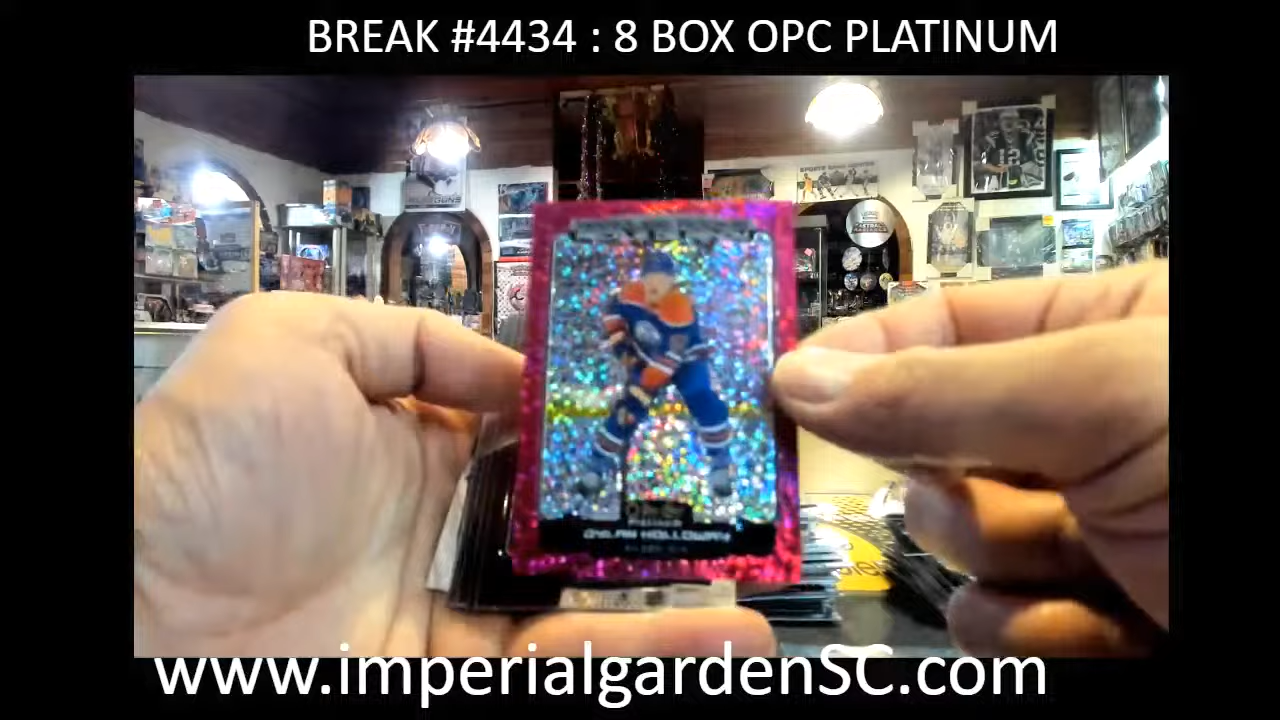 BREAK #4434 : 8 BOX OPC PLATINUM
DYLAN HOLLOWAY
www.imperialgardenSC.com